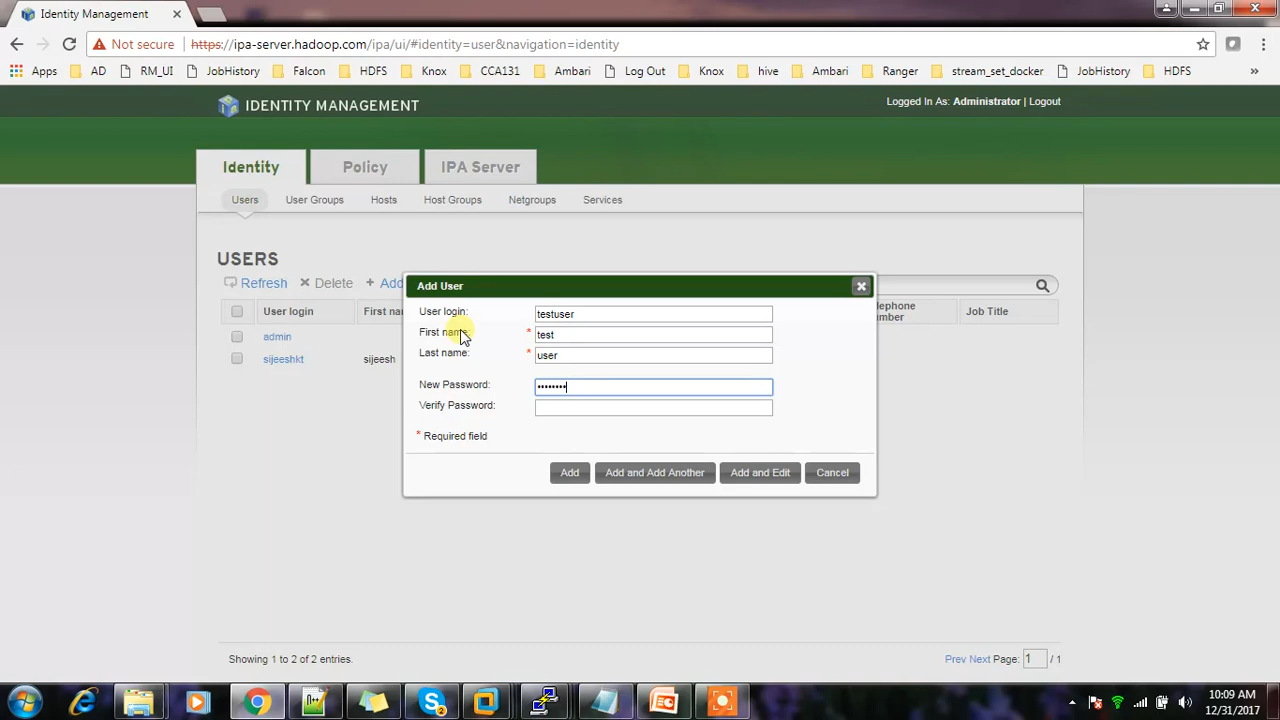 Identity Management
Not secure https://ipa-server.hadoop.com/ipa/ui/#identity=user&navigation=identity
Apps AD RM_UI JobHistory Falcon HDFS Knox CCA131 Ambari Log Out Knox hive Ambari Ranger stream_set_docker JobHistory HDFS »
IDENTITY MANAGEMENT Logged In As: Administrator | Logout
Identity Policy IPA Server
Users User Groups Hosts Host Groups Netgroups Services
USERS
Refresh Delete Add
User login First Job Title
admin
sijeeshkt sijeesh
Add User
User login: testuser
First name: * test
Last name: * user
New Password: ••••••••
Verify Password:
* Required field
Add Add and Add Another Add and Edit Cancel
Showing 1 to 2 of 2 entries. Prev Next Page: 1 / 1
10:09 AM
12/31/2017